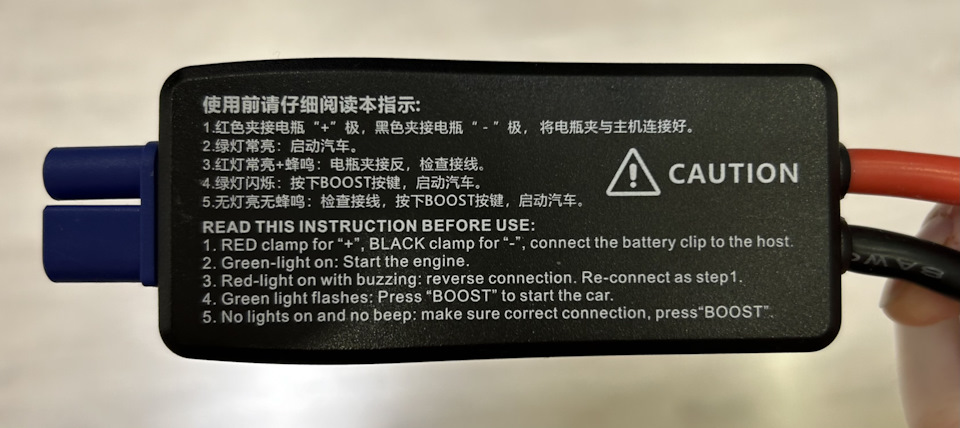 使用前请仔细阅读本指示:
1.红色夹接电瓶“+”极，黑色夹接电瓶“-”极，将电瓶夹与主机连接好。
2.绿灯常亮：启动汽车。
3.红灯常亮+蜂鸣：电瓶夹接反，检查接线。
4.绿灯闪烁：按下BOOST按键，启动汽车。
5.无灯亮无蜂鸣：检查接线，按下BOOST按键，启动汽车。
CAUTION
READ THIS INSTRUCTION BEFORE USE:
1. RED clamp for “+”, BLACK clamp for “-”, connect the battery clip to the host.
2. Green-light on: Start the engine.
3. Red-light on with buzzing: reverse connection. Re-connect as step1.
4. Green light flashes: Press “BOOST” to start the car.
5. No lights on and no beep: make sure correct connection, press“BOOST”.